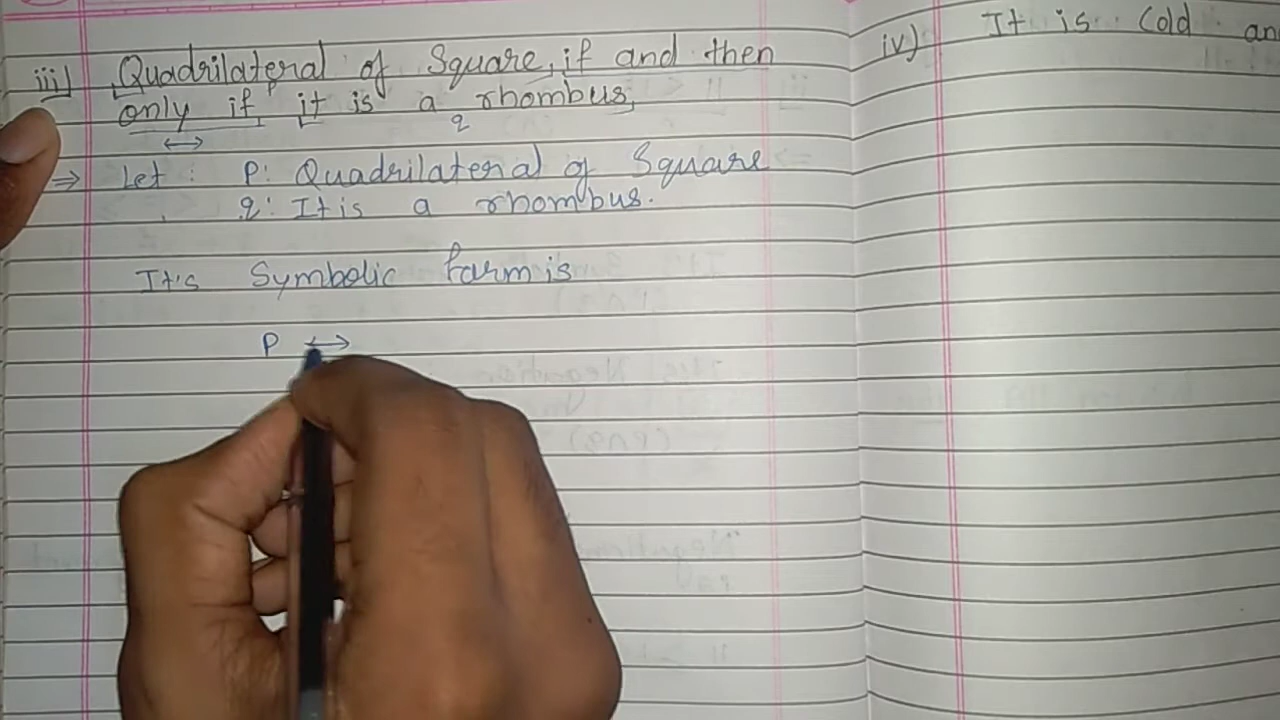 iii) Quadrilateral of Square, if and then
only if it is a rhombus,
p
q
↔
⇒ Let : P: Quadrilateral of Square
q: It is a rhombus.
It's Symbolic form is
P ↔
iv) It is Cold an